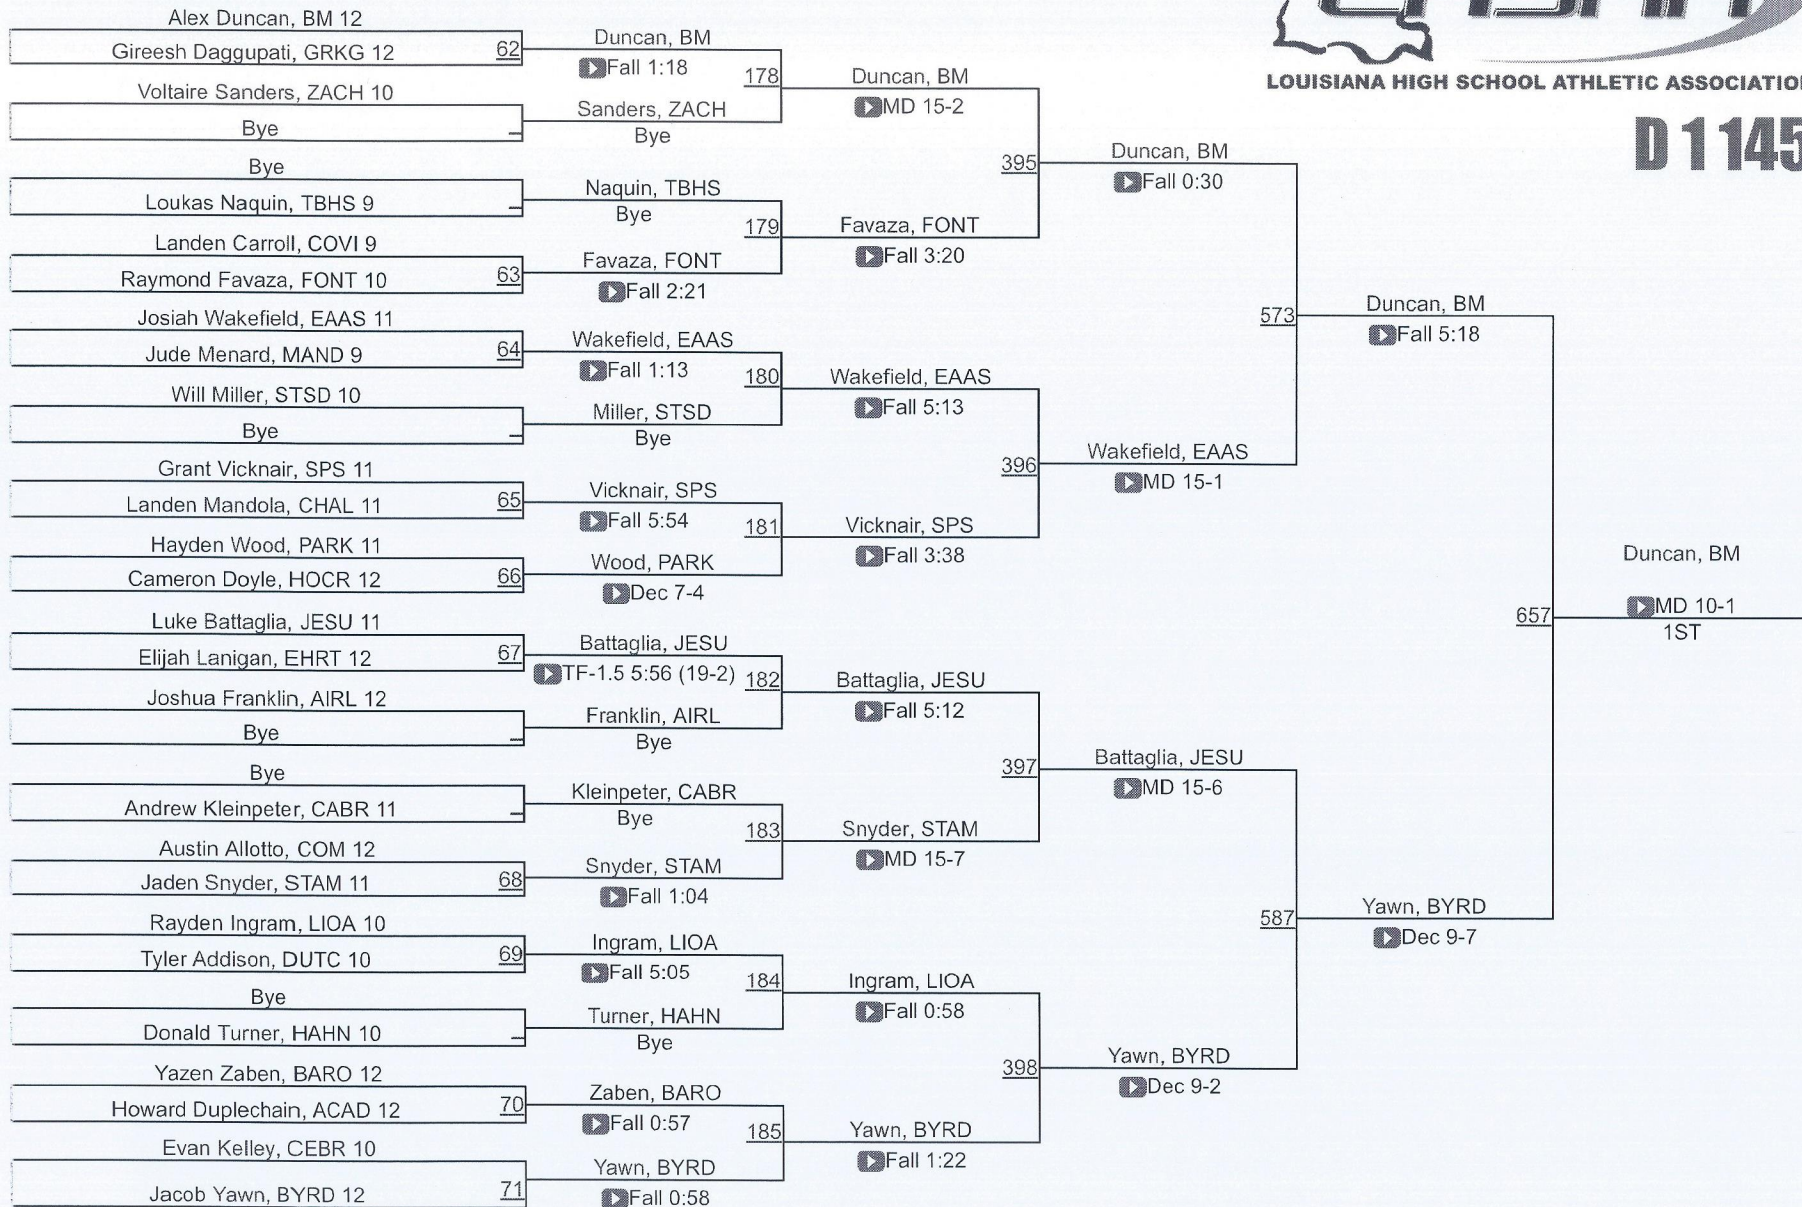 Alex Duncan, BM 12
Gireesh Daggupati, GRKG 12
62
Voltaire Sanders, ZACH 10
Bye
Bye
Loukas Naquin, TBHS 9
Landen Carroll, COVI 9
Raymond Favaza, FONT 10
63
Josiah Wakefield, EAAS 11
Jude Menard, MAND 9
64
Will Miller, STSD 10
Bye
Grant Vicknair, SPS 11
Landen Mandola, CHAL 11
65
Hayden Wood, PARK 11
Cameron Doyle, HOCR 12
66
Luke Battaglia, JESU 11
Elijah Lanigan, EHRT 12
67
Joshua Franklin, AIRL 12
Bye
Bye
Andrew Kleinpeter, CABR 11
Austin Allotto, COM 12
Jaden Snyder, STAM 11
68
Rayden Ingram, LIOA 10
Tyler Addison, DUTC 10
69
Bye
Donald Turner, HAHN 10
Yazen Zaben, BARO 12
Howard Duplechain, ACAD 12
70
Evan Kelley, CEBR 10
Jacob Yawn, BYRD 12
71
Duncan, BM
Fall 1:18
178
Sanders, ZACH
Bye
Naquin, TBHS
Bye
179
Favaza, FONT
Fall 2:21
Wakefield, EAAS
Fall 1:13
180
Miller, STSD
Bye
Vicknair, SPS
Fall 5:54
181
Wood, PARK
Dec 7-4
Battaglia, JESU
TF-1.5 5:56 (19-2)
182
Franklin, AIRL
Bye
Kleinpeter, CABR
Bye
183
Snyder, STAM
Fall 1:04
Ingram, LIOA
Fall 5:05
184
Turner, HAHN
Bye
Zaben, BARO
Fall 0:57
185
Yawn, BYRD
Fall 0:58
Duncan, BM
MD 15-2
395
Favaza, FONT
Fall 3:20
Wakefield, EAAS
Fall 5:13
396
Vicknair, SPS
Fall 3:38
Battaglia, JESU
Fall 5:12
397
Snyder, STAM
MD 15-7
Ingram, LIOA
Fall 0:58
398
Yawn, BYRD
Fall 1:22
Duncan, BM
Fall 0:30
573
Wakefield, EAAS
MD 15-1
Battaglia, JESU
MD 15-6
587
Yawn, BYRD
Dec 9-2
Duncan, BM
Fall 5:18
657
Yawn, BYRD
Dec 9-7
Duncan, BM
MD 10-1
1ST
LOUISIANA HIGH SCHOOL ATHLETIC ASSOCIATIO
D 1 145